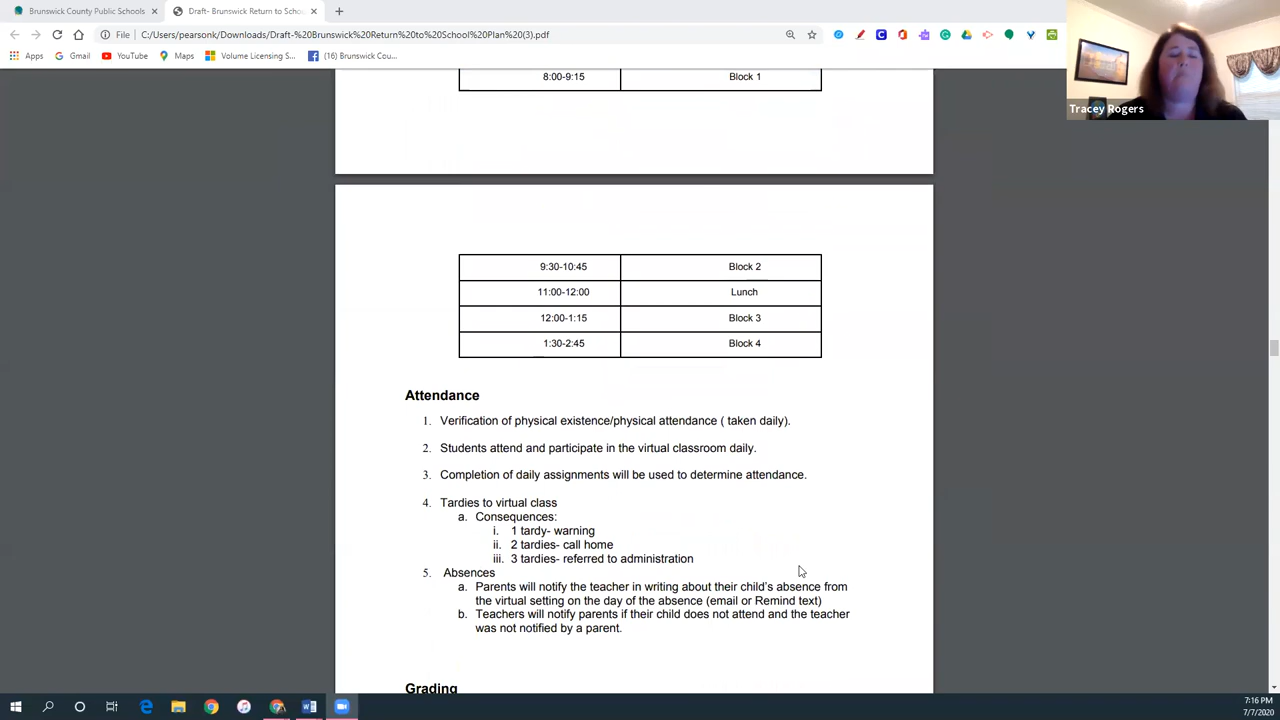 Brunswick County Public Schools
Draft- Brunswick Return to Schoo
File
C:/Users/pearsonk/Downloads/Draft-%20Brunswick%20Return%20to%20School%20Plan%20(3).pdf
Apps
Gmail
YouTube
Maps
Volume Licensing S...
(16) Brunswick Cou...
Tracey Rogers
8:00-9:15 Block 1
9:30-10:45 Block 2
11:00-12:00 Lunch
12:00-1:15 Block 3
1:30-2:45 Block 4
Attendance
1. Verification of physical existence/physical attendance ( taken daily).
2. Students attend and participate in the virtual classroom daily.
3. Completion of daily assignments will be used to determine attendance.
4. Tardies to virtual class
a. Consequences:
i. 1 tardy- warning
ii. 2 tardies- call home
iii. 3 tardies- referred to administration
5. Absences
a. Parents will notify the teacher in writing about their child's absence from
the virtual setting on the day of the absence (email or Remind text)
b. Teachers will notify parents if their child does not attend and the teacher
was not notified by a parent.
Grading
7:16 PM
7/7/2020